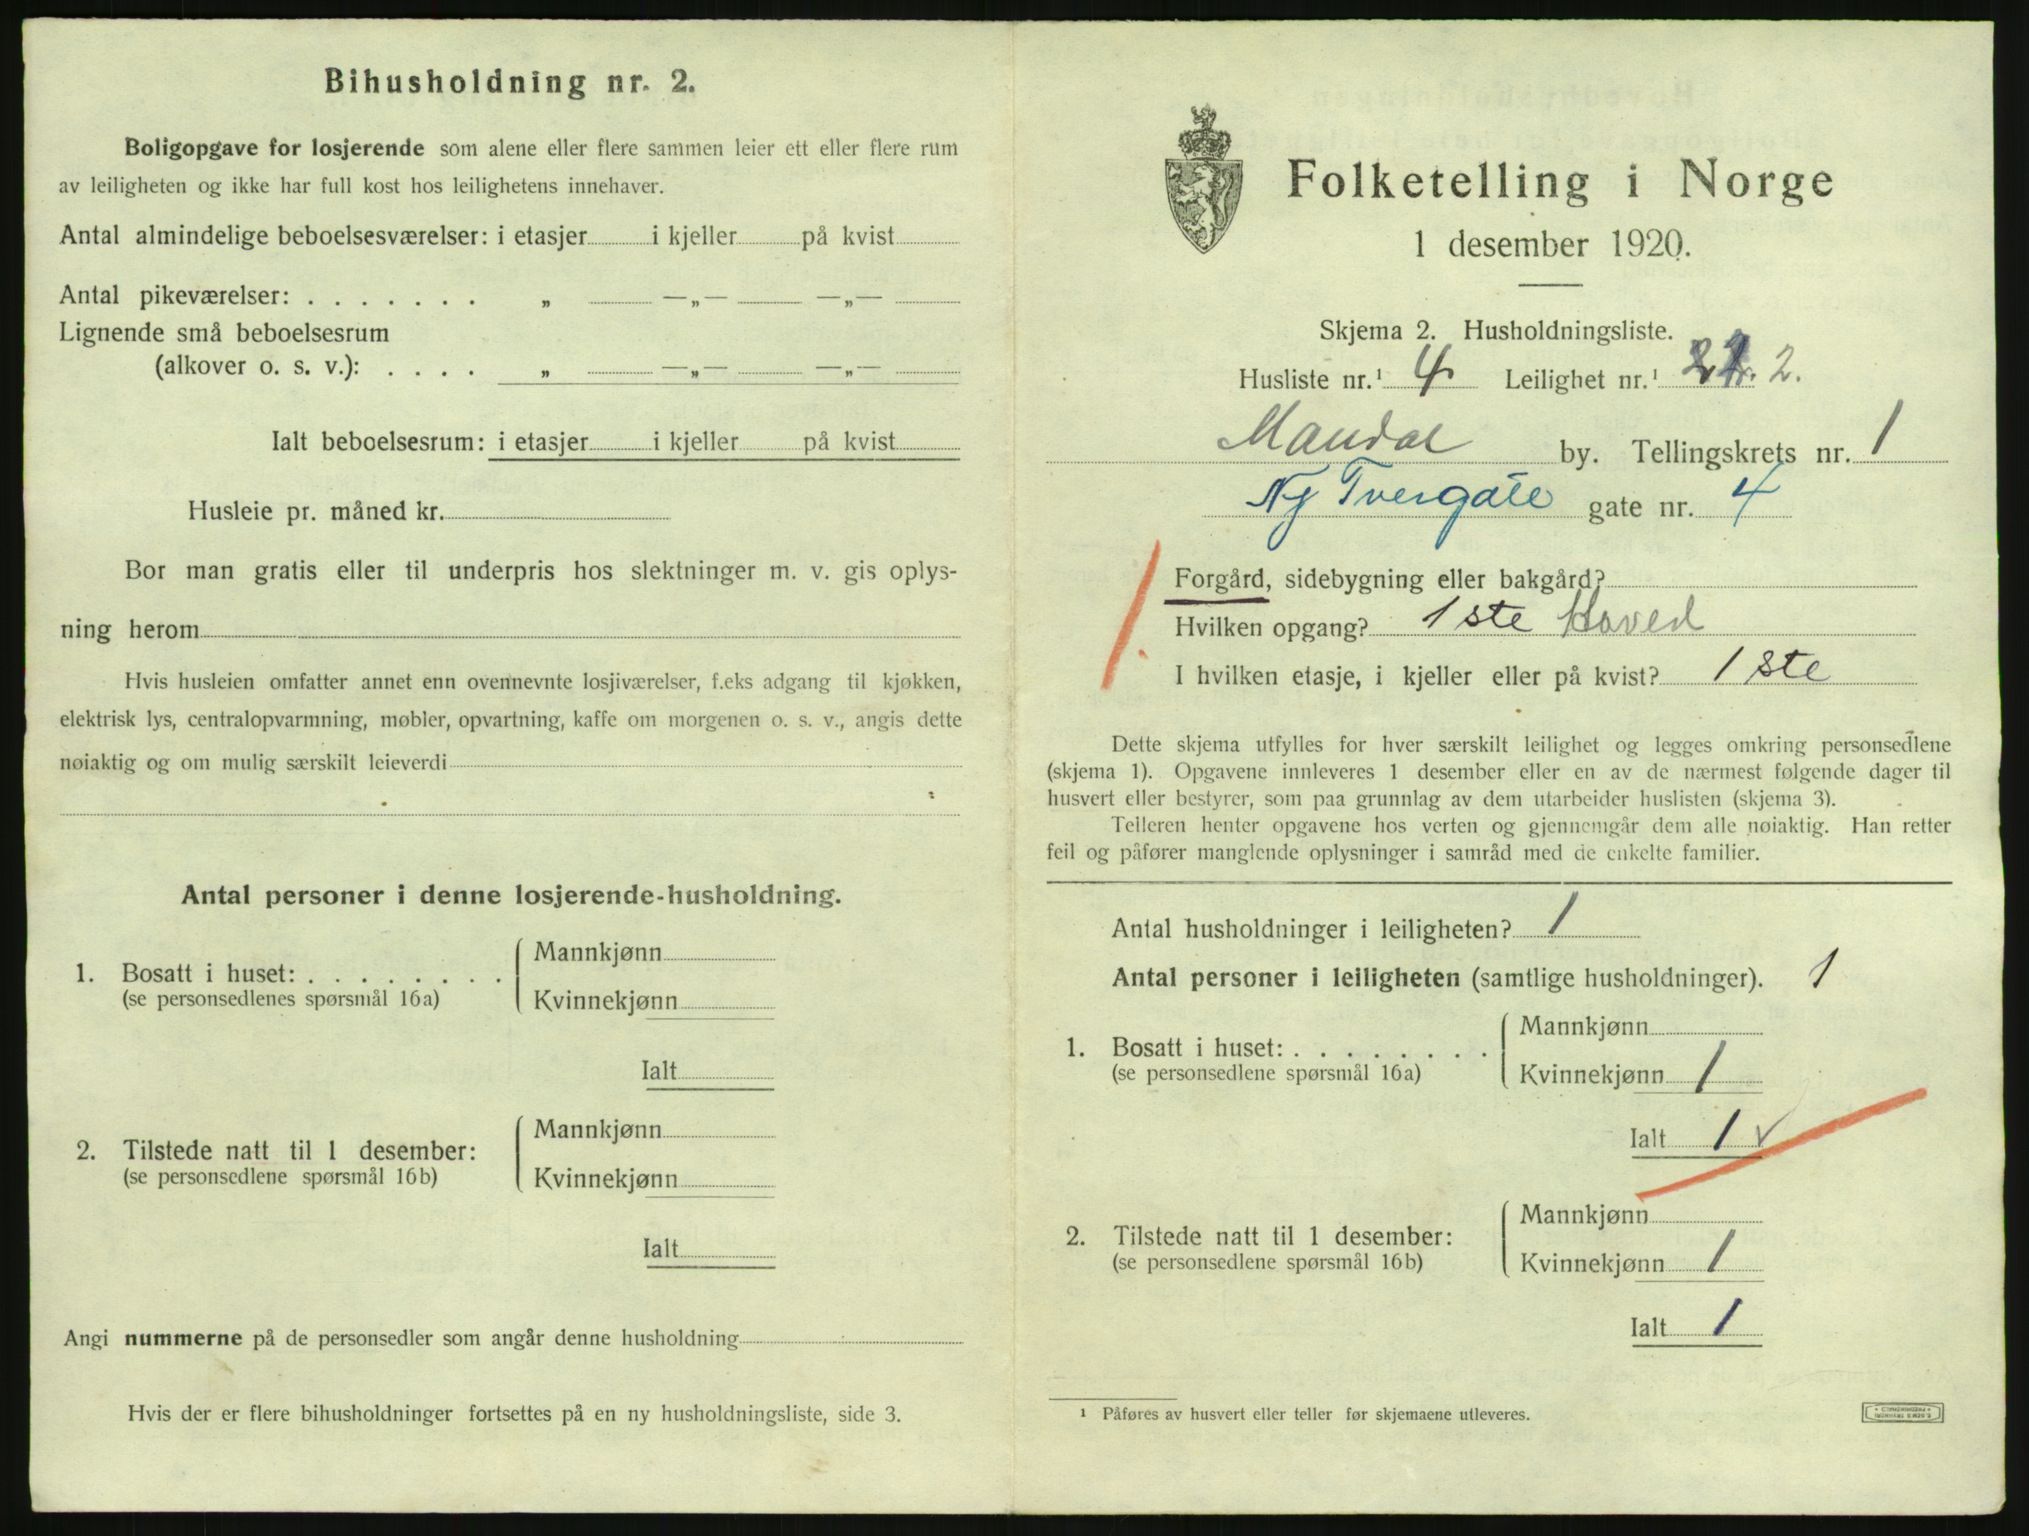 Bihusholdning nr. 2.
Boligopgave for losjerende som alene eller flere sammen leier ett eller flere rum
av leiligheten og ikke har full kost hos leilighetens innehaver.
Antal almindelige beboelsesværelser: i etasjer i kjeller på kvist
Antal pikeværelser: . . . . . . . „ —„— —„—
Lignende små beboelsesrum
(alkover o. s. v.): . . . . „ —„— —„—
Ialt beboelsesrum: i etasjer i kjeller på kvist
Husleie pr. måned kr.
Bor man gratis eller til underpris hos slektninger m. v. gis oplys-
ning herom
Hvis husleien omfatter annet enn ovennevnte losjiværelser, f.eks adgang til kjøkken,
elektrisk lys, centralopvarmning, møbler, opvartning, kaffe om morgenen o. s. v., angis dette
nøiaktig og om mulig særskilt leieverdi
Antal personer i denne losjerende-husholdning.
1. Bosatt i huset: . . . . . . . .
(se personsedlenes spørsmål 16a)
Mannkjønn
Kvinnekjønn
Ialt
2. Tilstede natt til 1 desember:
(se personsedlene spørsmål 16b)
Mannkjønn
Kvinnekjønn
Ialt
Angi nummerne på de personsedler som angår denne husholdning
Hvis der er flere bihusholdninger fortsettes på en ny husholdningsliste, side 3.
Folketelling i Norge
1 desember 1920.
Skjema 2. Husholdningsliste.
Husliste nr.¹ 4 Leilighet nr.¹ 2.
Mandal by. Tellingskrets nr. 1
Ny Tvergate gate nr. 4
Forgård, sidebygning eller bakgård?
Hvilken opgang? 1 ste Hoved
I hvilken etasje, i kjeller eller på kvist? 1 ste
Dette skjema utfylles for hver særskilt leilighet og legges omkring personsedlene
(skjema 1). Opgavene innleveres 1 desember eller en av de nærmest følgende dager til
husvert eller bestyrer, som paa grunnlag av dem utarbeider huslisten (skjema 3).
Telleren henter opgavene hos verten og gjennemgår dem alle nøiaktig. Han retter
feil og påfører manglende oplysninger i samråd med de enkelte familier.
Antal husholdninger i leiligheten? 1
Antal personer i leiligheten (samtlige husholdninger). 1
1. Bosatt i huset: . . . . . . . .
(se personsedlene spørsmål 16a)
Mannkjønn
Kvinnekjønn 1
Ialt 1 v
2. Tilstede natt til 1 desember:
(se personsedlene spørsmål 16b)
Mannkjønn
Kvinnekjønn 1
Ialt 1
¹ Påføres av husvert eller teller før skjemaene utleveres.